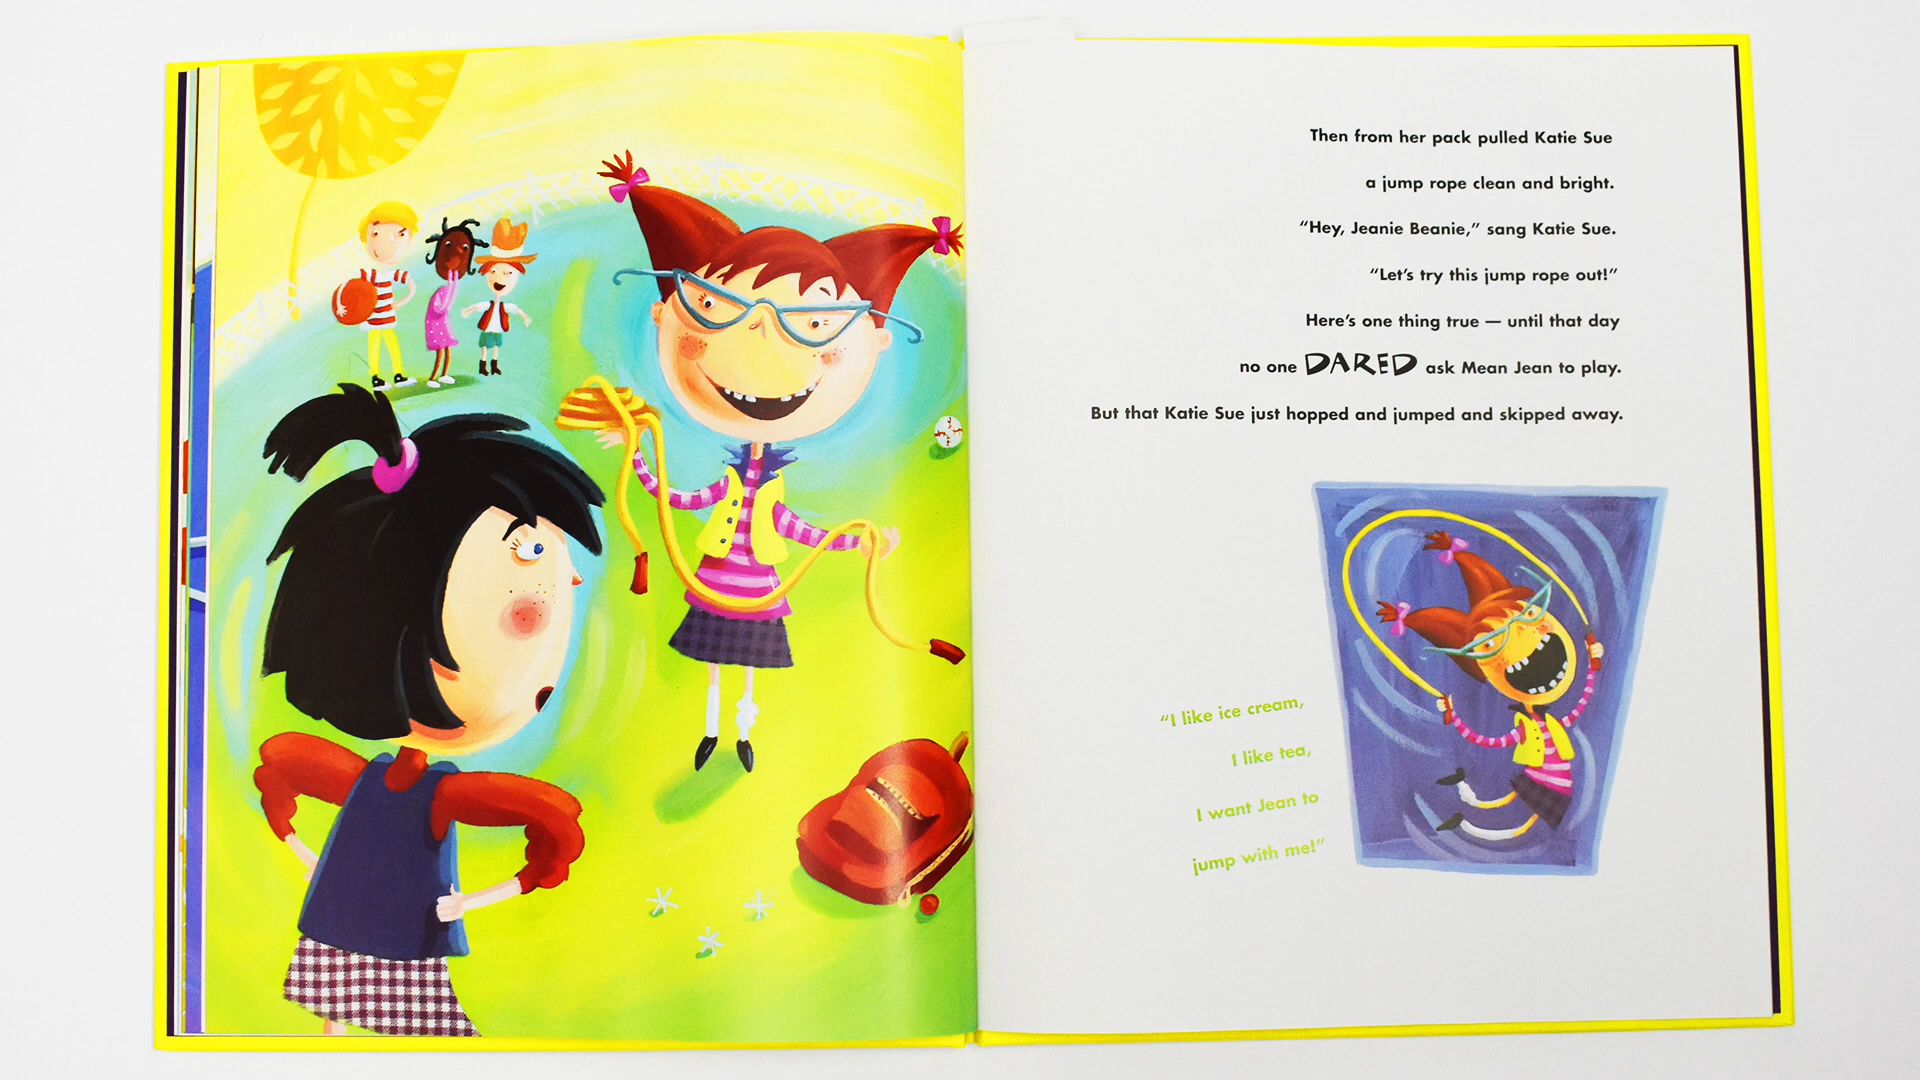 Then from her pack pulled Katie Sue
a jump rope clean and bright.
“Hey, Jeanie Beanie,” sang Katie Sue.
“Let’s try this jump rope out!”
Here’s one thing true — until that day
no one DARED ask Mean Jean to play.
But that Katie Sue just hopped and jumped and skipped away.
“I like ice cream,
I like tea,
I want Jean to
jump with me!”